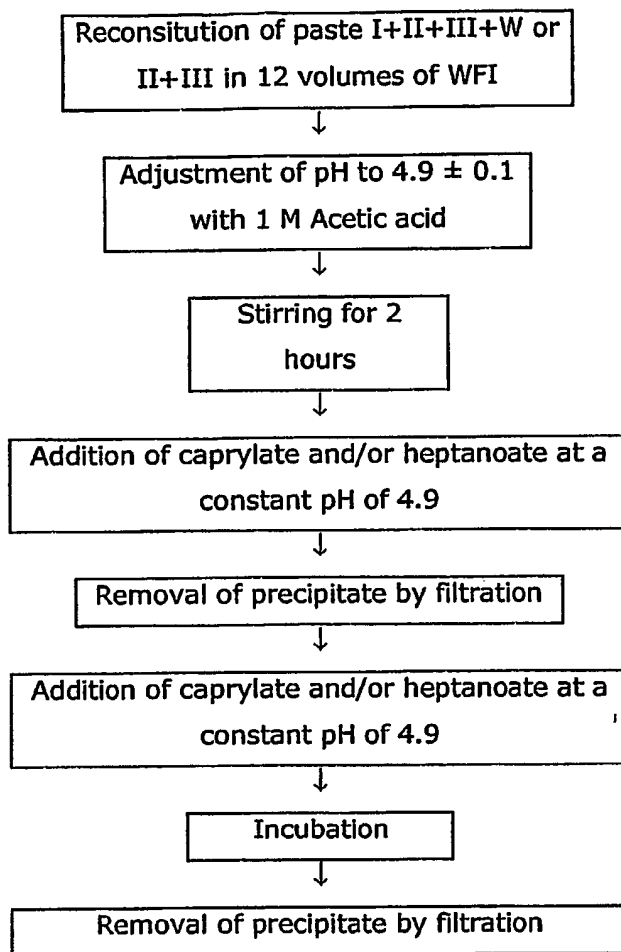 Reconsitution of paste I+II+III+W or
II+III in 12 volumes of WFI
↓
Adjustment of pH to 4.9 ± 0.1
with 1 M Acetic acid
↓
Stirring for 2
hours
↓
Addition of caprylate and/or heptanoate at a
constant pH of 4.9
↓
Removal of precipitate by filtration
↓
Addition of caprylate and/or heptanoate at a
constant pH of 4.9
↓
Incubation
↓
Removal of precipitate by filtration